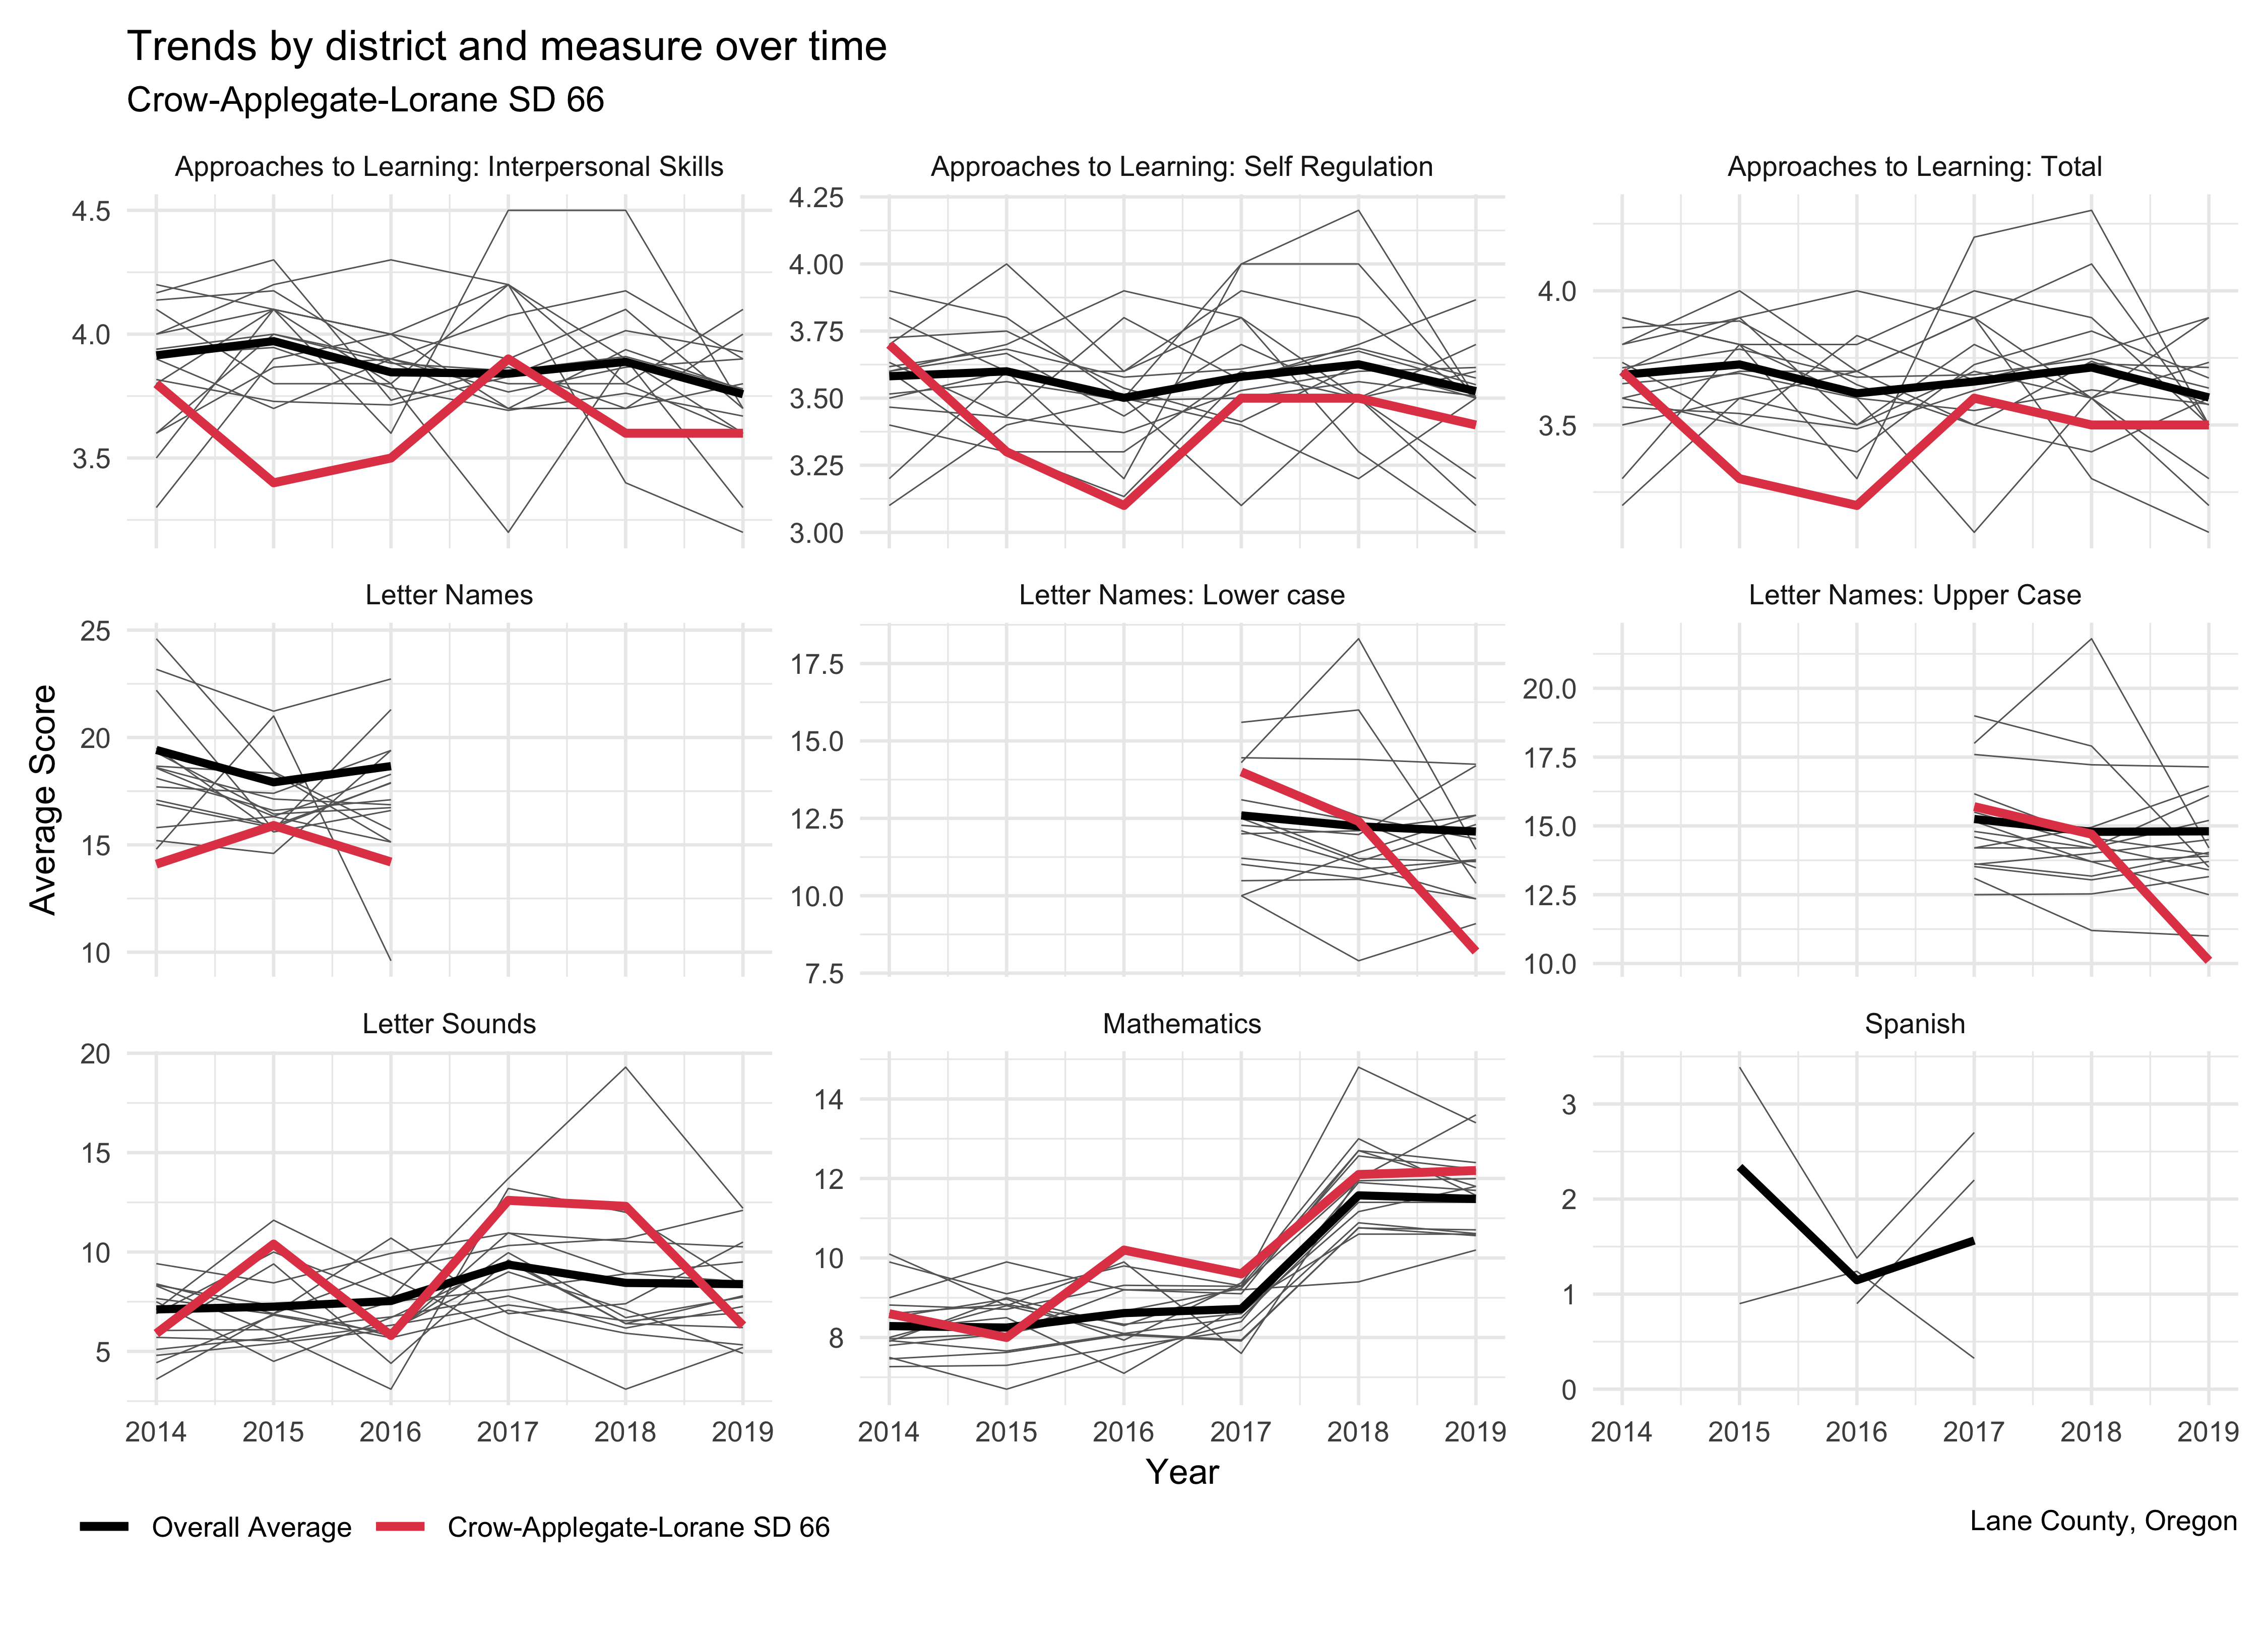 Trends by district and measure over time
Crow-Applegate-Lorane SD 66
Approaches to Learning: Interpersonal Skills
Approaches to Learning: Self Regulation
Approaches to Learning: Total
4.5
4.0
3.5
4.25
4.00
3.75
3.50
3.25
3.00
4.0
3.5
Letter Names
Letter Names: Lower case
Letter Names: Upper Case
25
20
15
10
17.5
15.0
12.5
10.0
7.5
20.0
17.5
15.0
12.5
10.0
Average Score
Letter Sounds
Mathematics
Spanish
20
15
10
5
14
12
10
8
3
2
1
0
2014 2015 2016 2017 2018 2019
2014 2015 2016 2017 2018 2019
2014 2015 2016 2017 2018 2019
Year
Overall Average
Crow-Applegate-Lorane SD 66
Lane County, Oregon